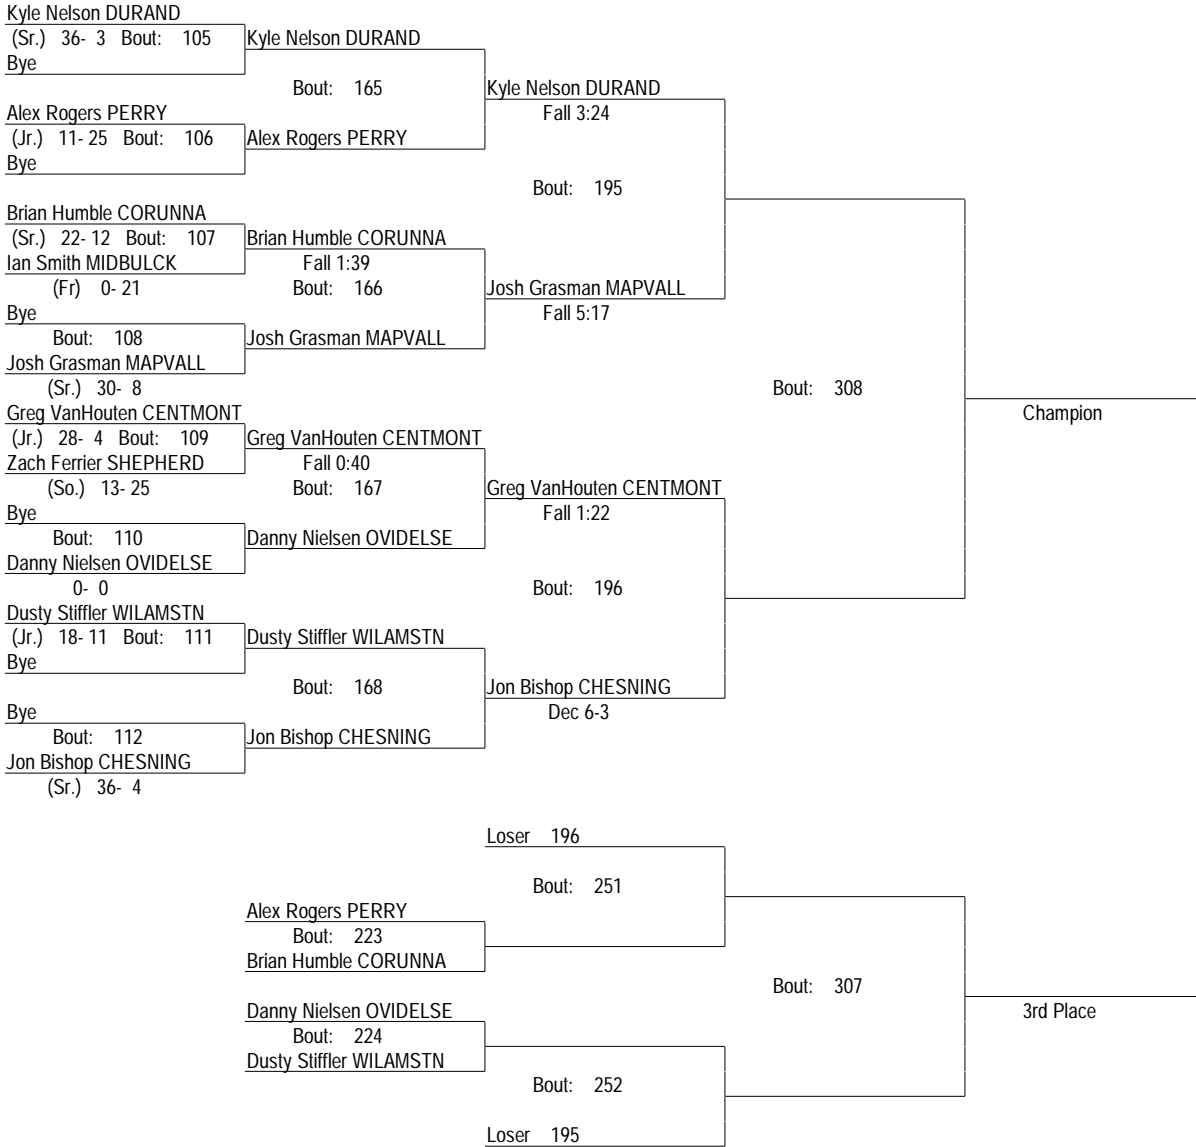 Kyle Nelson DURAND
(Sr.) 36- 3 Bout: 105 Kyle Nelson DURAND
Bye
Bout: 165 Kyle Nelson DURAND
Alex Rogers PERRY Fall 3:24
(Jr.) 11- 25 Bout: 106 Alex Rogers PERRY
Bye
Bout: 195
Brian Humble CORUNNA
(Sr.) 22- 12 Bout: 107 Brian Humble CORUNNA
Ian Smith MIDBULCK Fall 1:39
(Fr) 0- 21 Bout: 166 Josh Grasman MAPVALL
Bye Fall 5:17
Bout: 108 Josh Grasman MAPVALL
Josh Grasman MAPVALL
(Sr.) 30- 8 Bout: 308
Greg VanHouten CENTMONT Champion
(Jr.) 28- 4 Bout: 109 Greg VanHouten CENTMONT
Zach Ferrier SHEPHERD Fall 0:40
(So.) 13- 25 Bout: 167 Greg VanHouten CENTMONT
Bye Fall 1:22
Bout: 110 Danny Nielsen OVIDELSE
Danny Nielsen OVIDELSE
0- 0 Bout: 196
Dusty Stiffler WILAMSTN
(Jr.) 18- 11 Bout: 111 Dusty Stiffler WILAMSTN
Bye
Bout: 168 Jon Bishop CHESNING
Bye Dec 6-3
Bout: 112 Jon Bishop CHESNING
Jon Bishop CHESNING
(Sr.) 36- 4
Loser 196
Bout: 251
Alex Rogers PERRY
Bout: 223
Brian Humble CORUNNA
Bout: 307
Danny Nielsen OVIDELSE 3rd Place
Bout: 224
Dusty Stiffler WILAMSTN
Bout: 252
Loser 195